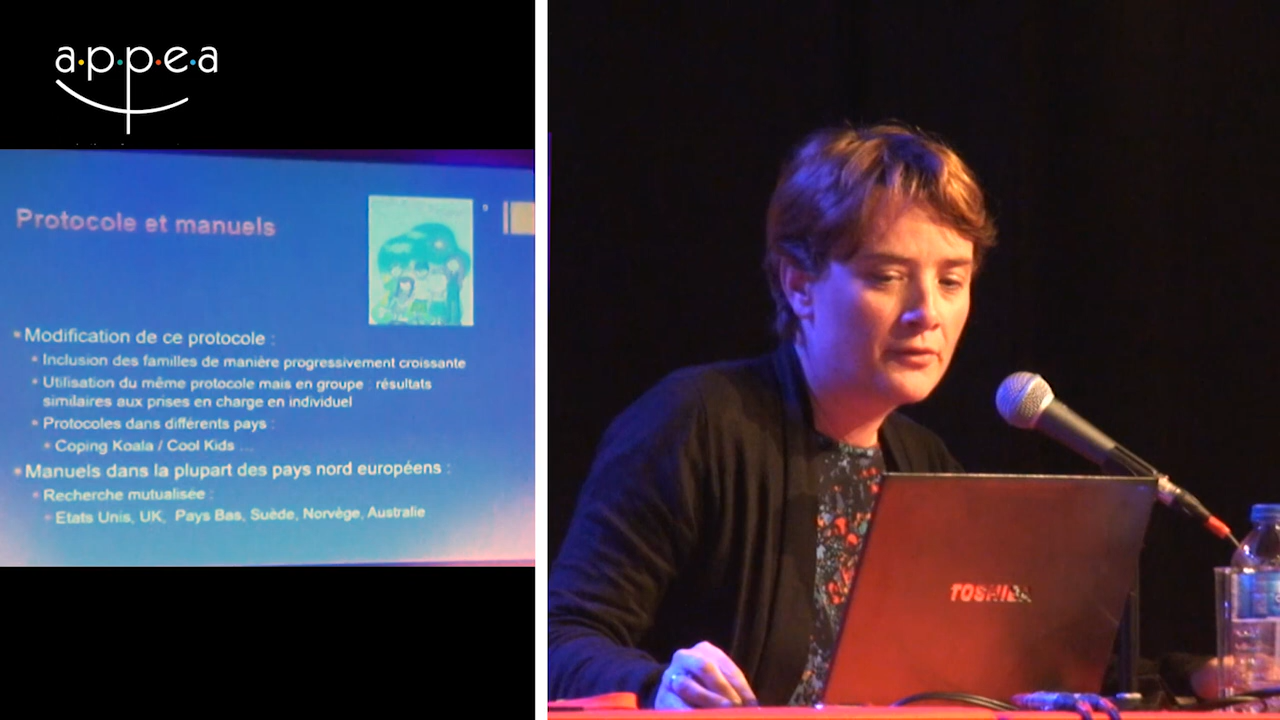 a·p·p·e·a
Protocole et manuels
Modification de ce protocole :
Inclusion des familles de manière progressivement croissante
Utilisation du même protocole mais en groupe : résultats
similaires aux prises en charge en individuel
Protocoles dans différents pays :
Coping Koala / Cool Kids ...
Manuels dans la plupart des pays nord européens :
Recherche mutualisée :
Etats Unis, UK, Pays Bas, Suède, Norvège, Australie
TOSHIBA